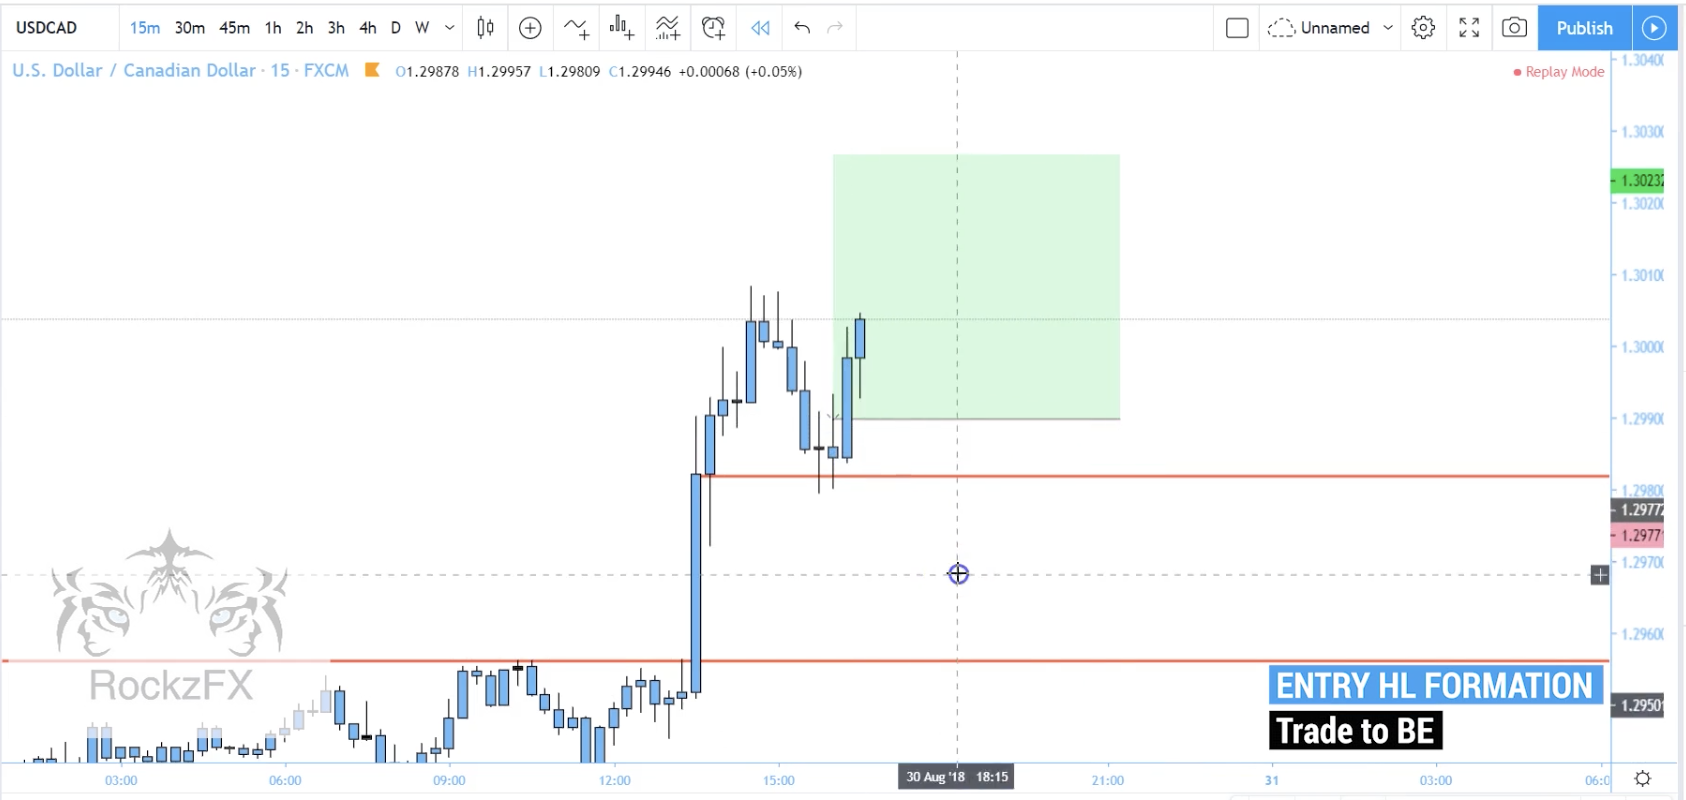 USDCAD 15m 30m 45m 1h 2h 3h 4h D W Unnamed Publish
U.S. Dollar / Canadian Dollar · 15 · FXCM O1.29878 H1.29957 L1.29809 C1.29946 +0.00068 (+0.05%)
Replay Mode
1.3040
1.3030
1.3023
1.3020
1.3010
1.3000
1.2990
1.2980
1.2977
1.2977
1.2970
1.2960
1.2950
RockzFX
ENTRY HL FORMATION
Trade to BE
03:00 06:00 09:00 12:00 15:00 30 Aug '18 18:15 21:00 31 03:00 06:0